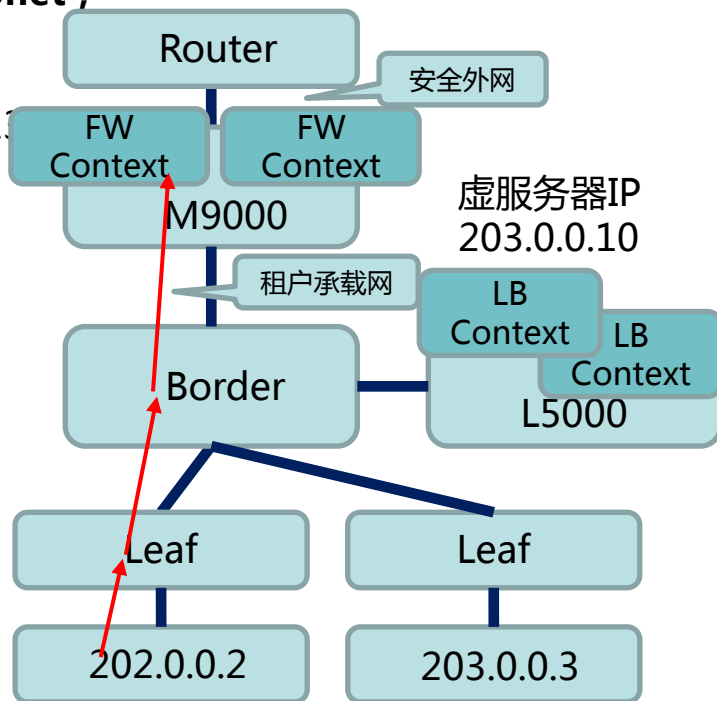 Router
安全外网
FW
Context
FW
Context
M9000
虚服务器IP
203.0.0.10
租户承载网
LB
Context
LB
Context
L5000
Border
Leaf
Leaf
202.0.0.2
203.0.0.3